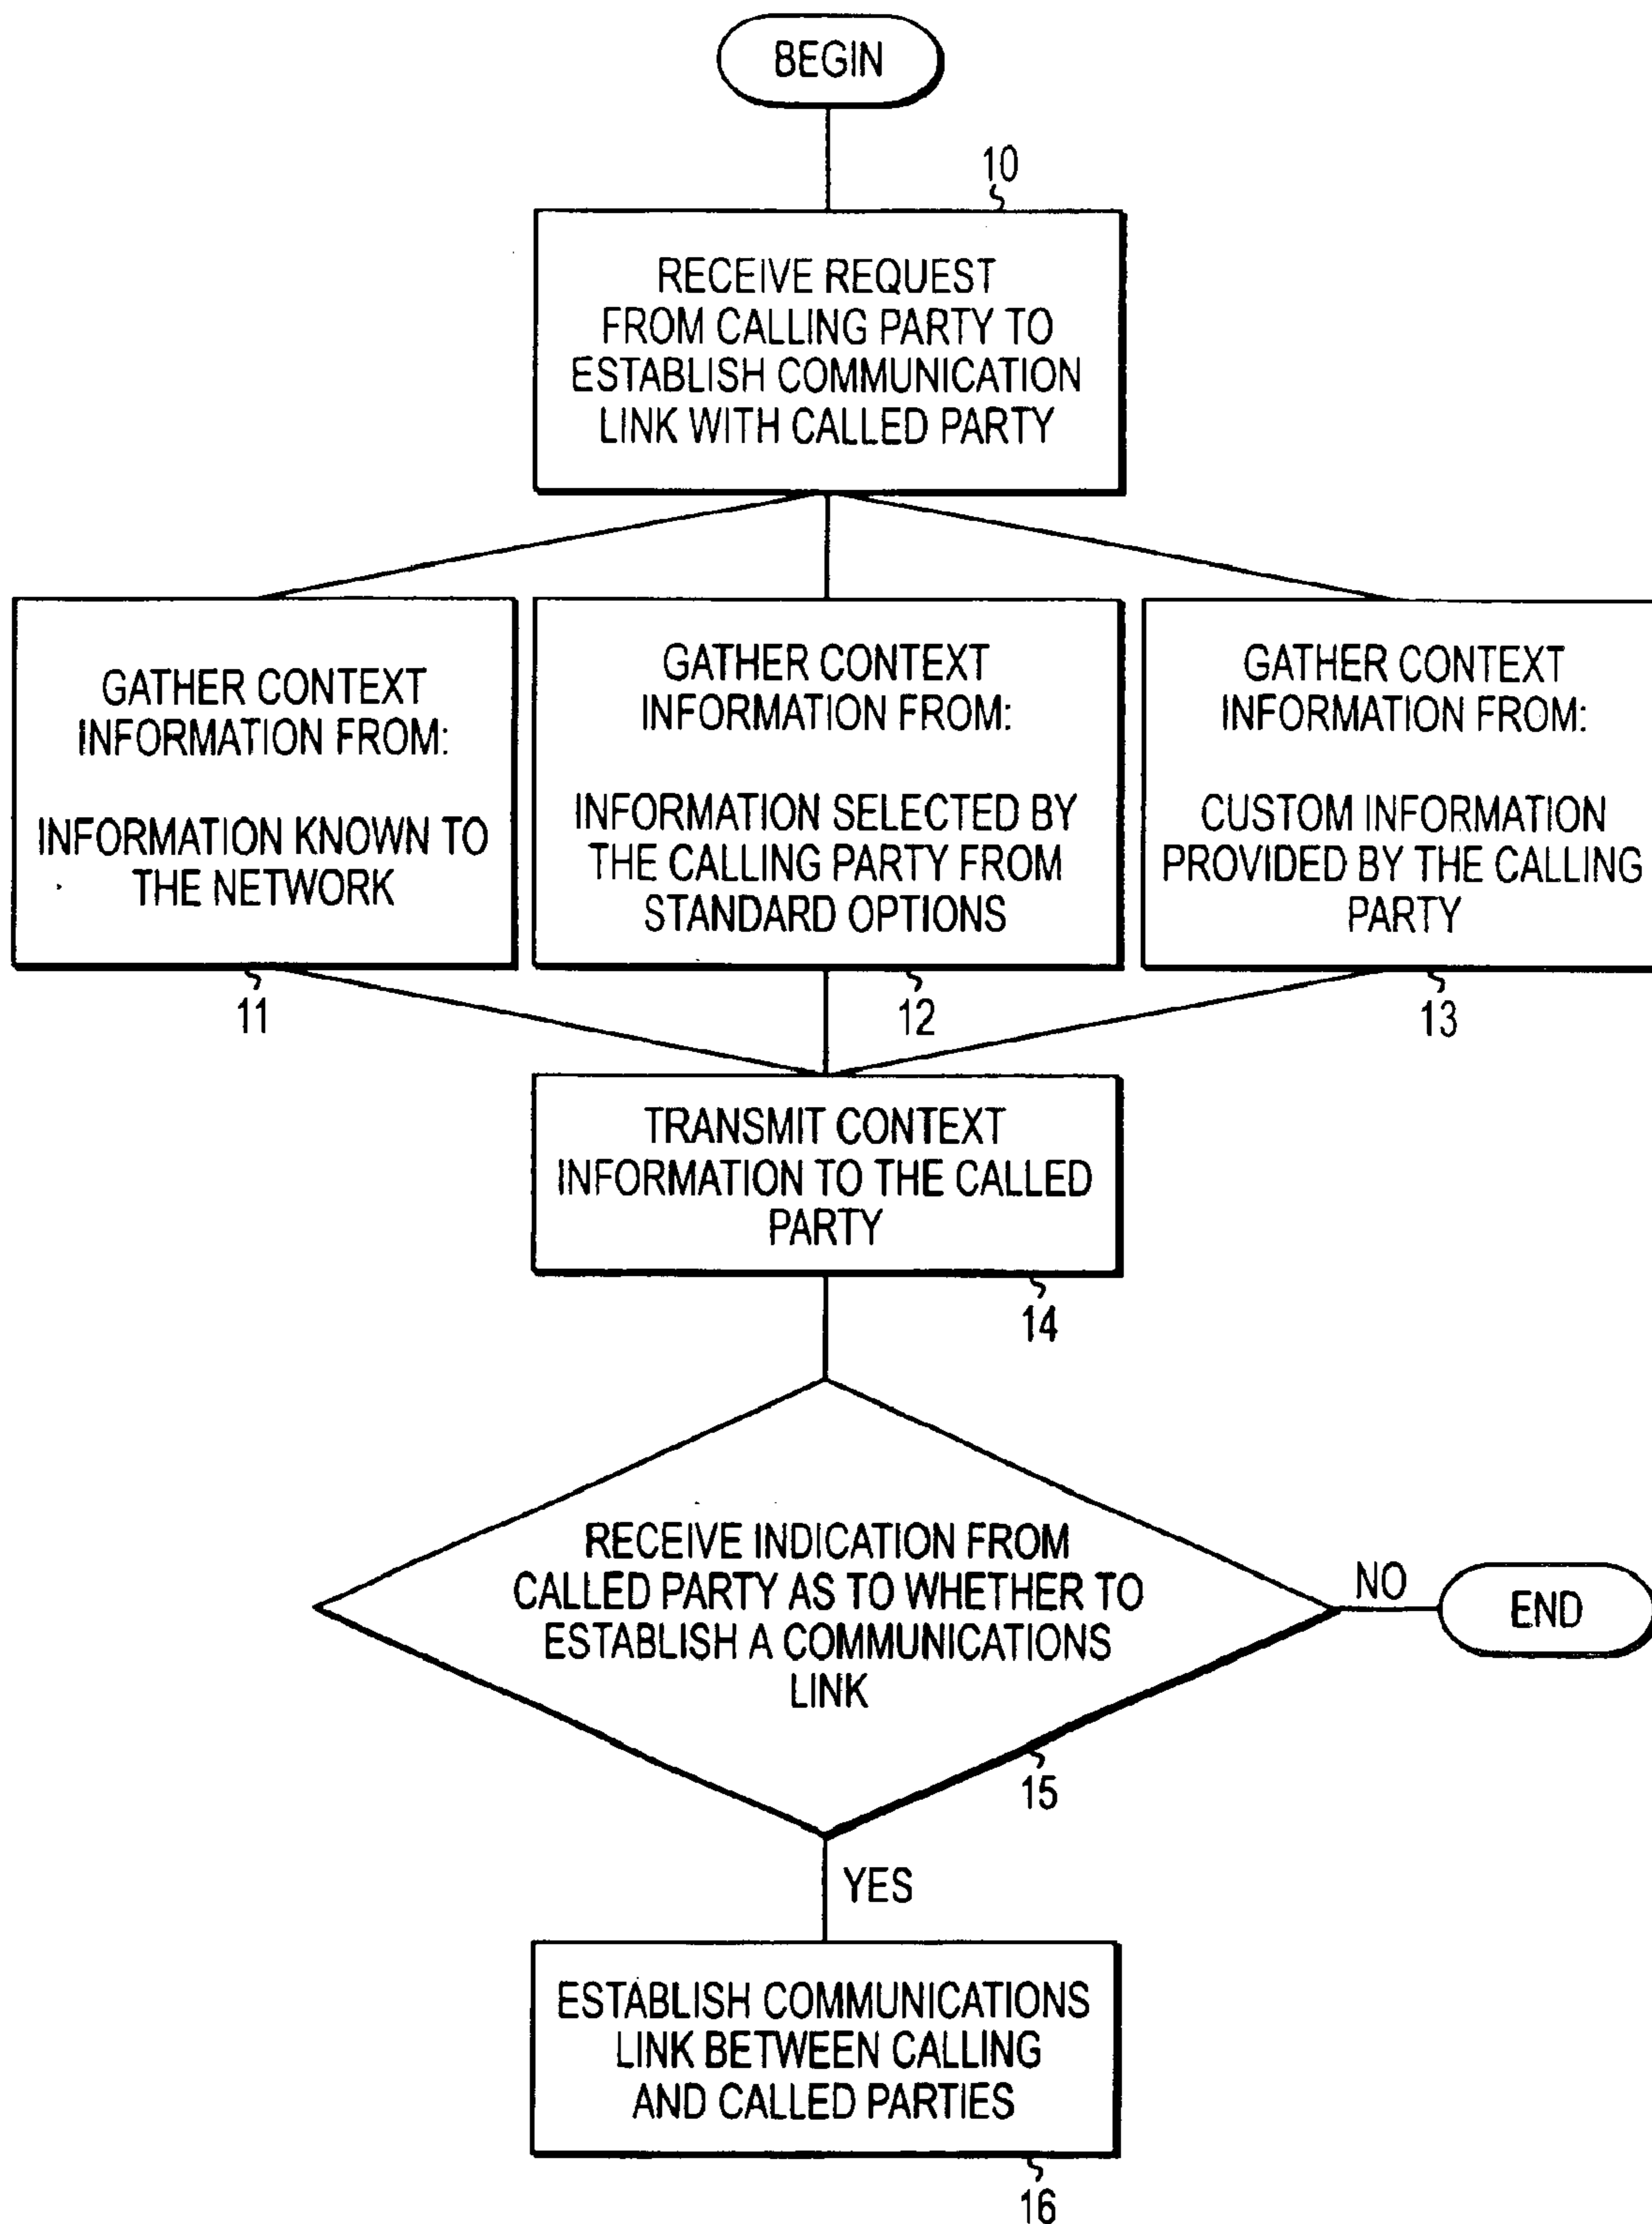 BEGIN
10
RECEIVE REQUEST
FROM CALLING PARTY TO
ESTABLISH COMMUNICATION
LINK WITH CALLED PARTY
GATHER CONTEXT
INFORMATION FROM:
INFORMATION KNOWN TO
THE NETWORK
11
GATHER CONTEXT
INFORMATION FROM:
INFORMATION SELECTED BY
THE CALLING PARTY FROM
STANDARD OPTIONS
12
GATHER CONTEXT
INFORMATION FROM:
CUSTOM INFORMATION
PROVIDED BY THE CALLING
PARTY
13
TRANSMIT CONTEXT
INFORMATION TO THE CALLED
PARTY
14
RECEIVE INDICATION FROM
CALLED PARTY AS TO WHETHER TO
ESTABLISH A COMMUNICATIONS
LINK
15
NO
END
YES
ESTABLISH COMMUNICATIONS
LINK BETWEEN CALLING
AND CALLED PARTIES
16